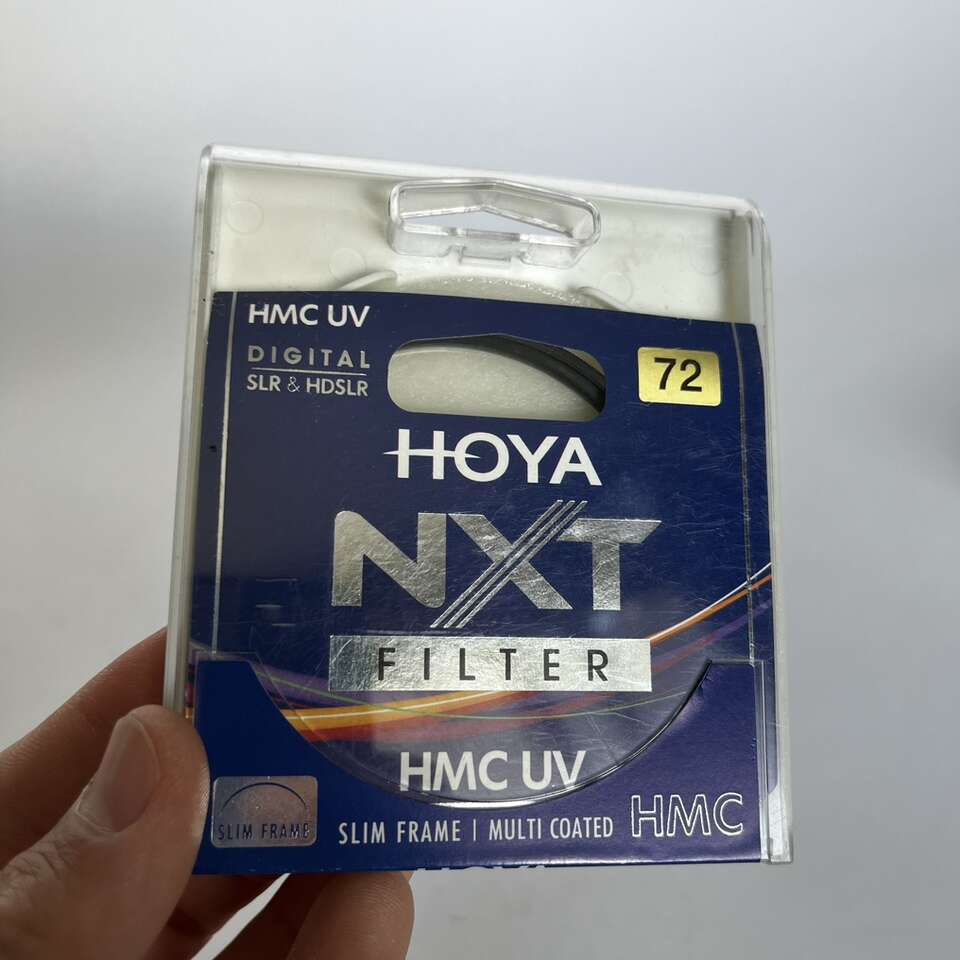 HMC UV
DIGITAL
SLR & HDSLR
72
HOYA
NXT
FILTER
HMC UV
SLIM FRAME
SLIM FRAME | MULTI COATED
HMC